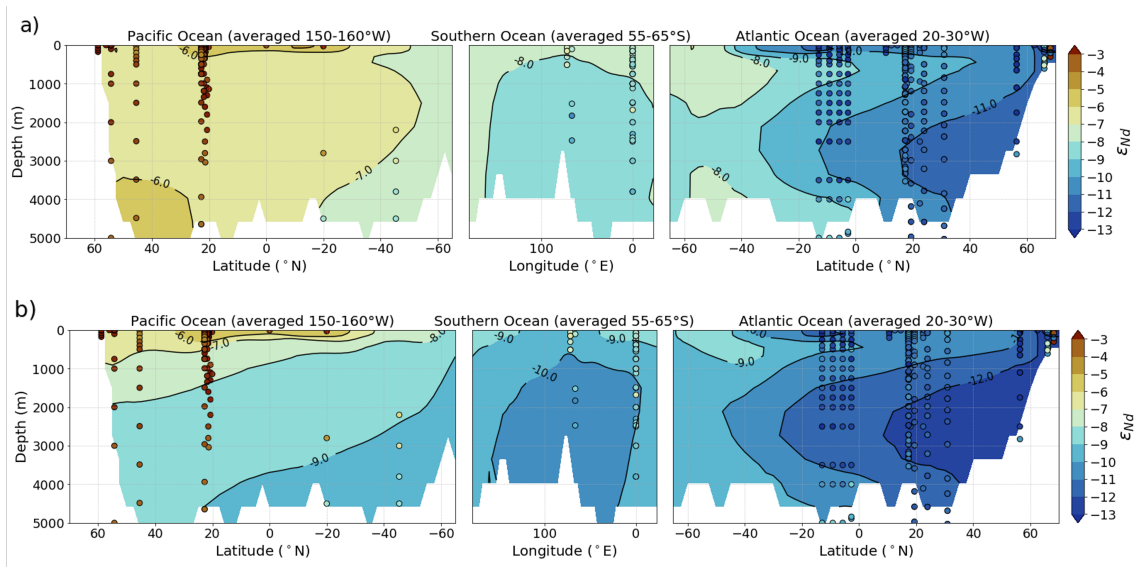 a)
Pacific Ocean (averaged 150-160°W) Southern Ocean (averaged 55-65°S) Atlantic Ocean (averaged 20-30°W)
0
1000
2000
3000
4000
5000
Depth (m)
-6.0
-6.0
-7.0
-8.0
-8.0
-8.0
-9.0
-11.0
60 40 20 0 −20 −40 −60
Latitude (°N)
100 0
Longitude (°E)
−60 −40 −20 0 20 40 60
Latitude (°N)
−3
−4
−5
−6
−7
−8
−9
−10
−11
−12
−13
εNd
b)
Pacific Ocean (averaged 150-160°W) Southern Ocean (averaged 55-65°S) Atlantic Ocean (averaged 20-30°W)
0
1000
2000
3000
4000
5000
Depth (m)
-6.0
-7.0
-8.0
-9.0
-9.0
-9.0
-10.0
-9.0
-12.0
60 40 20 0 −20 −40 −60
Latitude (°N)
100 0
Longitude (°E)
−60 −40 −20 0 20 40 60
Latitude (°N)
−3
−4
−5
−6
−7
−8
−9
−10
−11
−12
−13
εNd